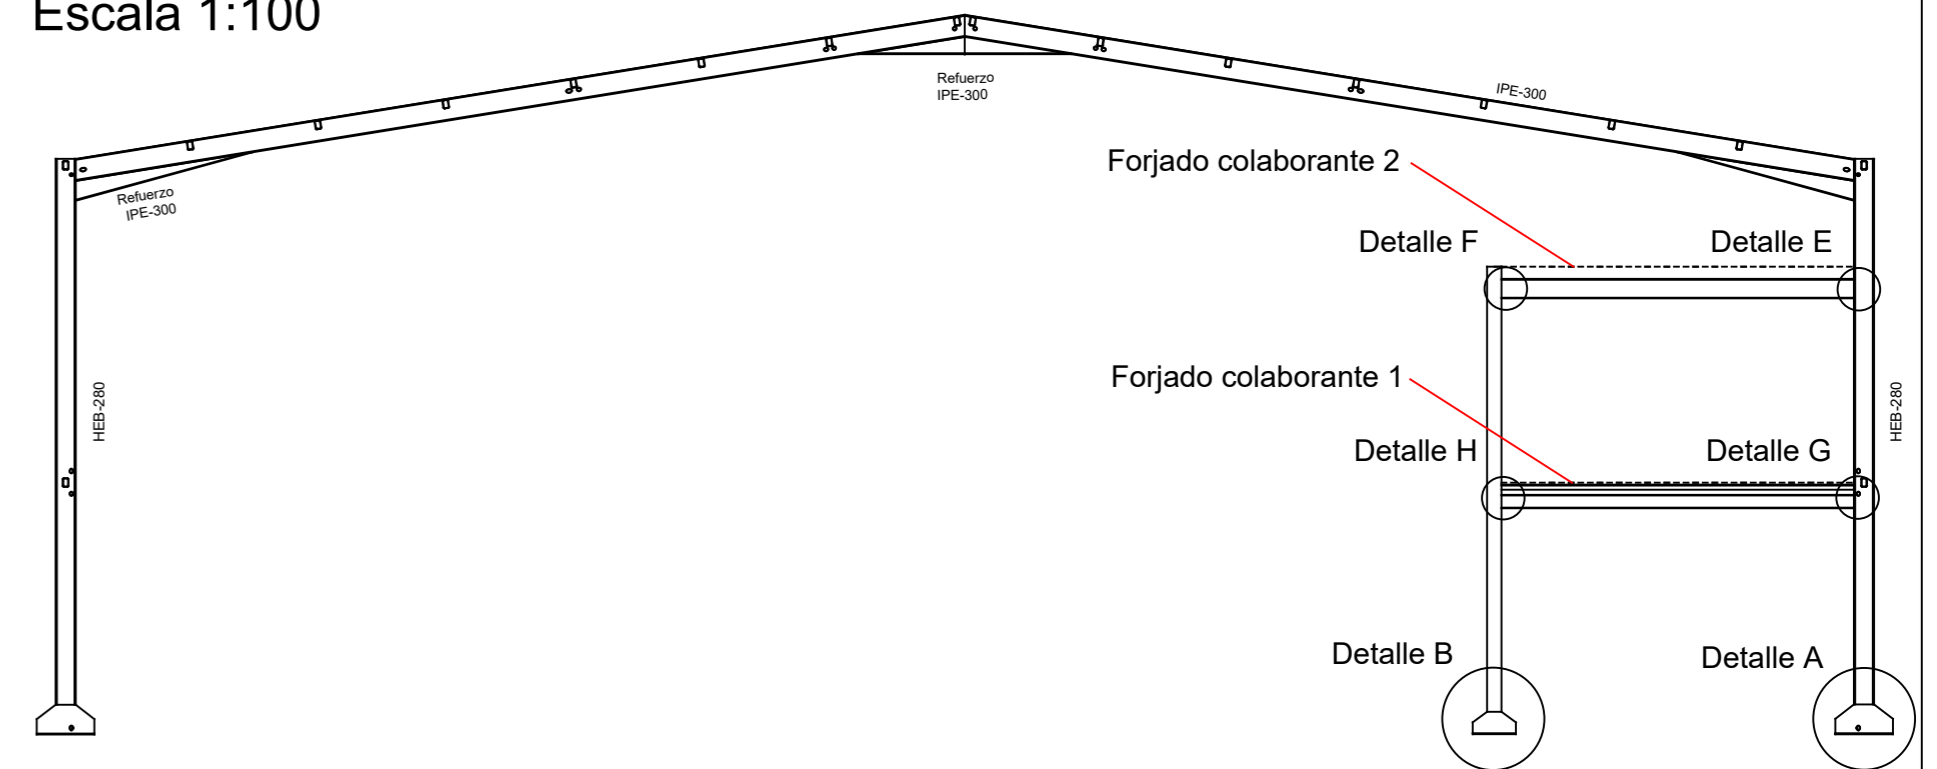 Escala 1:100
Refuerzo
IPE-300
IPE-300
Forjado colaborante 2
Refuerzo
IPE-300
Detalle F
Detalle E
Forjado colaborante 1
HEB-280
HEB-280
Detalle H
Detalle G
Detalle B
Detalle A